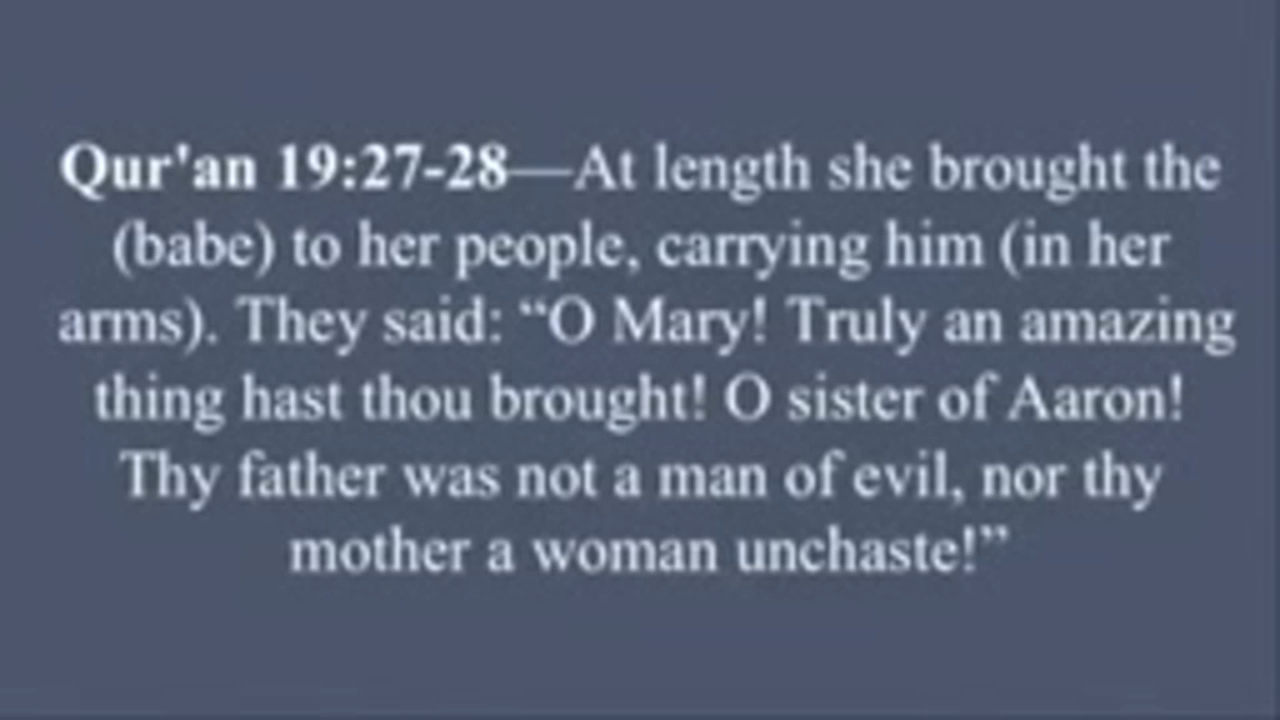 Qur'an 19:27-28—At length she brought the
(babe) to her people, carrying him (in her
arms). They said: “O Mary! Truly an amazing
thing hast thou brought! O sister of Aaron!
Thy father was not a man of evil, nor thy
mother a woman unchaste!”